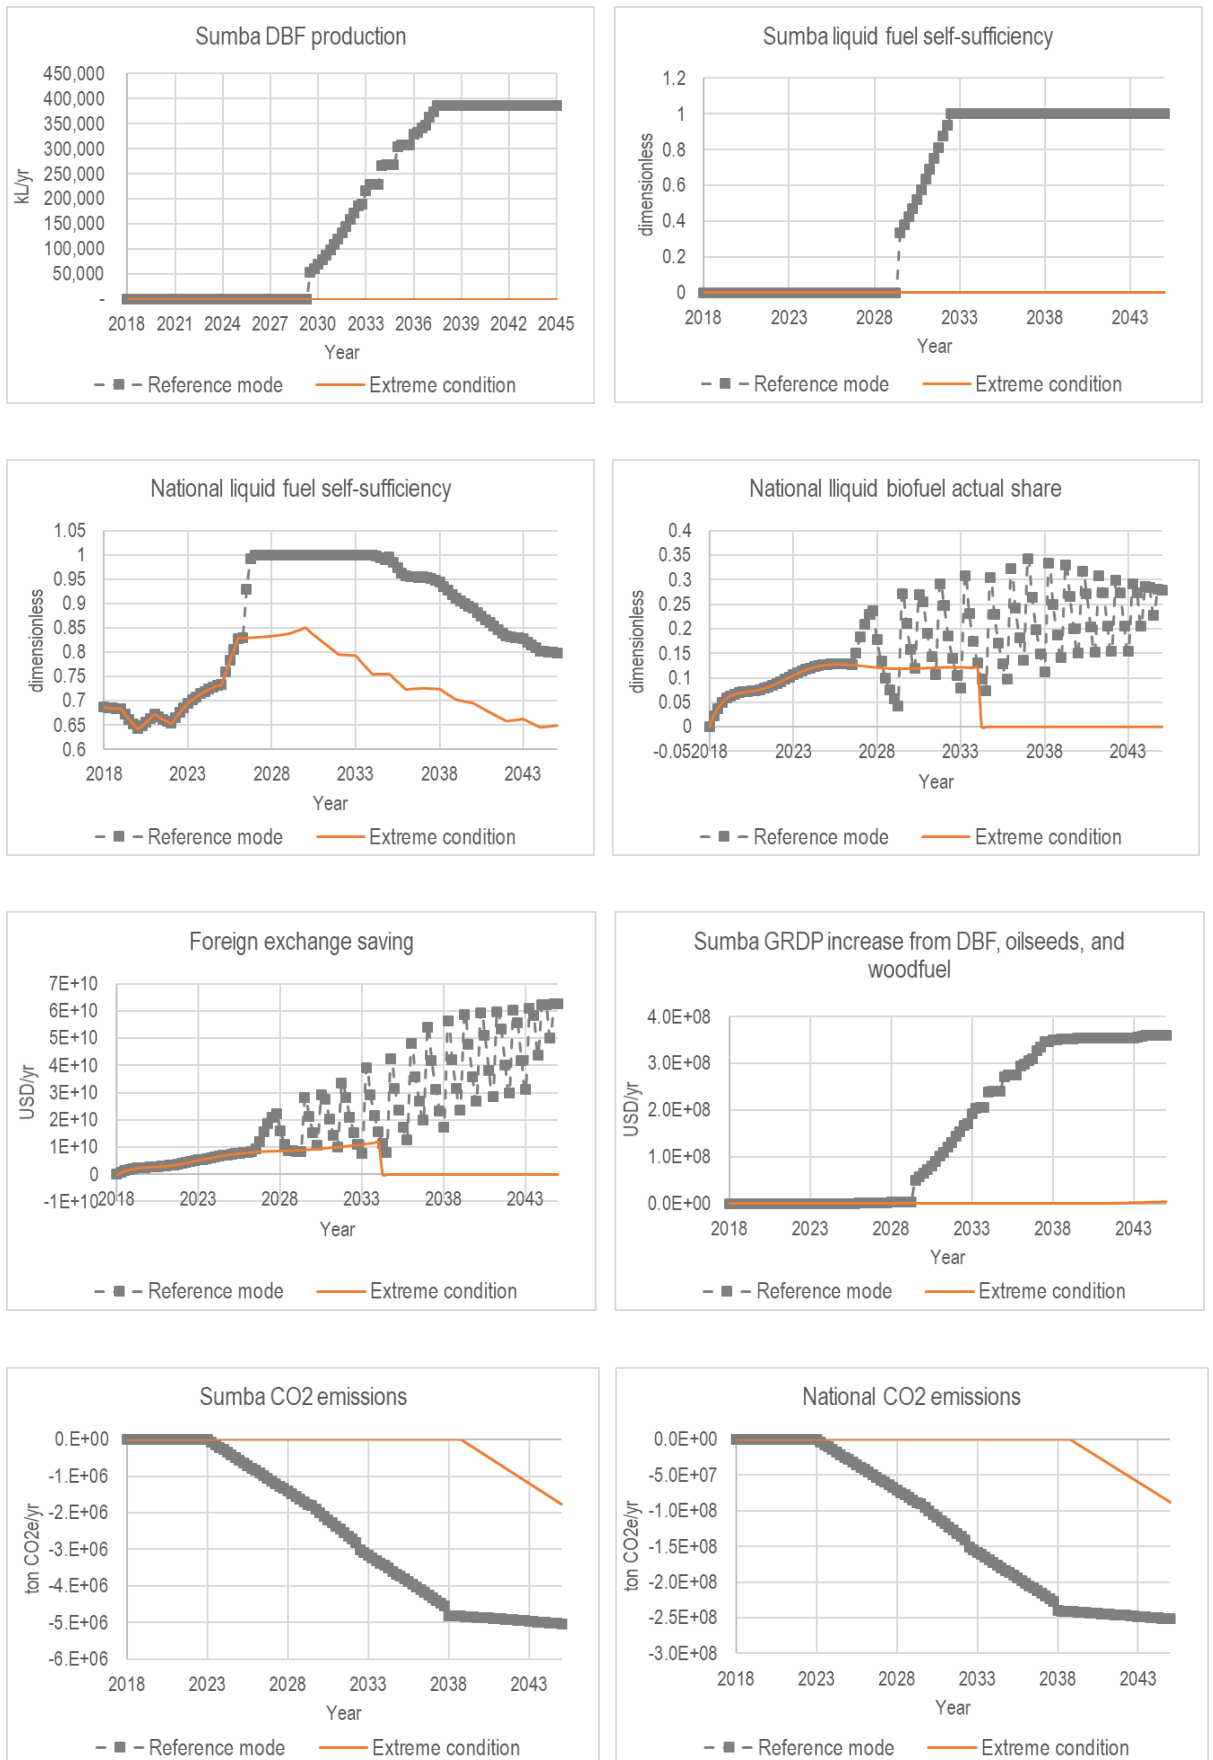 Sumba DBF production
450,000
400,000
350,000
300,000
250,000
200,000
150,000
100,000
50,000
-
kL/yr
2018 2021 2024 2027 2030 2033 2036 2039 2042 2045
Year
Reference mode Extreme condition
Sumba liquid fuel self-sufficiency
1.2
1
0.8
0.6
0.4
0.2
0
dimensionless
2018 2023 2028 2033 2038 2043
Year
Reference mode Extreme condition
National liquid fuel self-sufficiency
1.05
1
0.95
0.9
0.85
0.8
0.75
0.7
0.65
0.6
dimensionless
2018 2023 2028 2033 2038 2043
Year
Reference mode Extreme condition
National lliquid biofuel actual share
0.4
0.35
0.3
0.25
0.2
0.15
0.1
0.05
0
-0.05
dimensionless
2018 2023 2028 2033 2038 2043
Year
Reference mode Extreme condition
Foreign exchange saving
7E+10
6E+10
5E+10
4E+10
3E+10
2E+10
1E+10
0
-1E+10
USD/yr
2018 2023 2028 2033 2038 2043
Year
Reference mode Extreme condition
Sumba GRDP increase from DBF, oilseeds, and
woodfuel
4.0E+08
3.0E+08
2.0E+08
1.0E+08
0.0E+00
USD/yr
2018 2023 2028 2033 2038 2043
Year
Reference mode Extreme condition
Sumba CO2 emissions
0.E+00
-1.E+06
-2.E+06
-3.E+06
-4.E+06
-5.E+06
-6.E+06
ton CO2e/yr
2018 2023 2028 2033 2038 2043
Year
Reference mode Extreme condition
National CO2 emissions
0.0E+00
-5.0E+07
-1.0E+08
-1.5E+08
-2.0E+08
-2.5E+08
-3.0E+08
ton CO2e/yr
2018 2023 2028 2033 2038 2043
Year
Reference mode Extreme condition